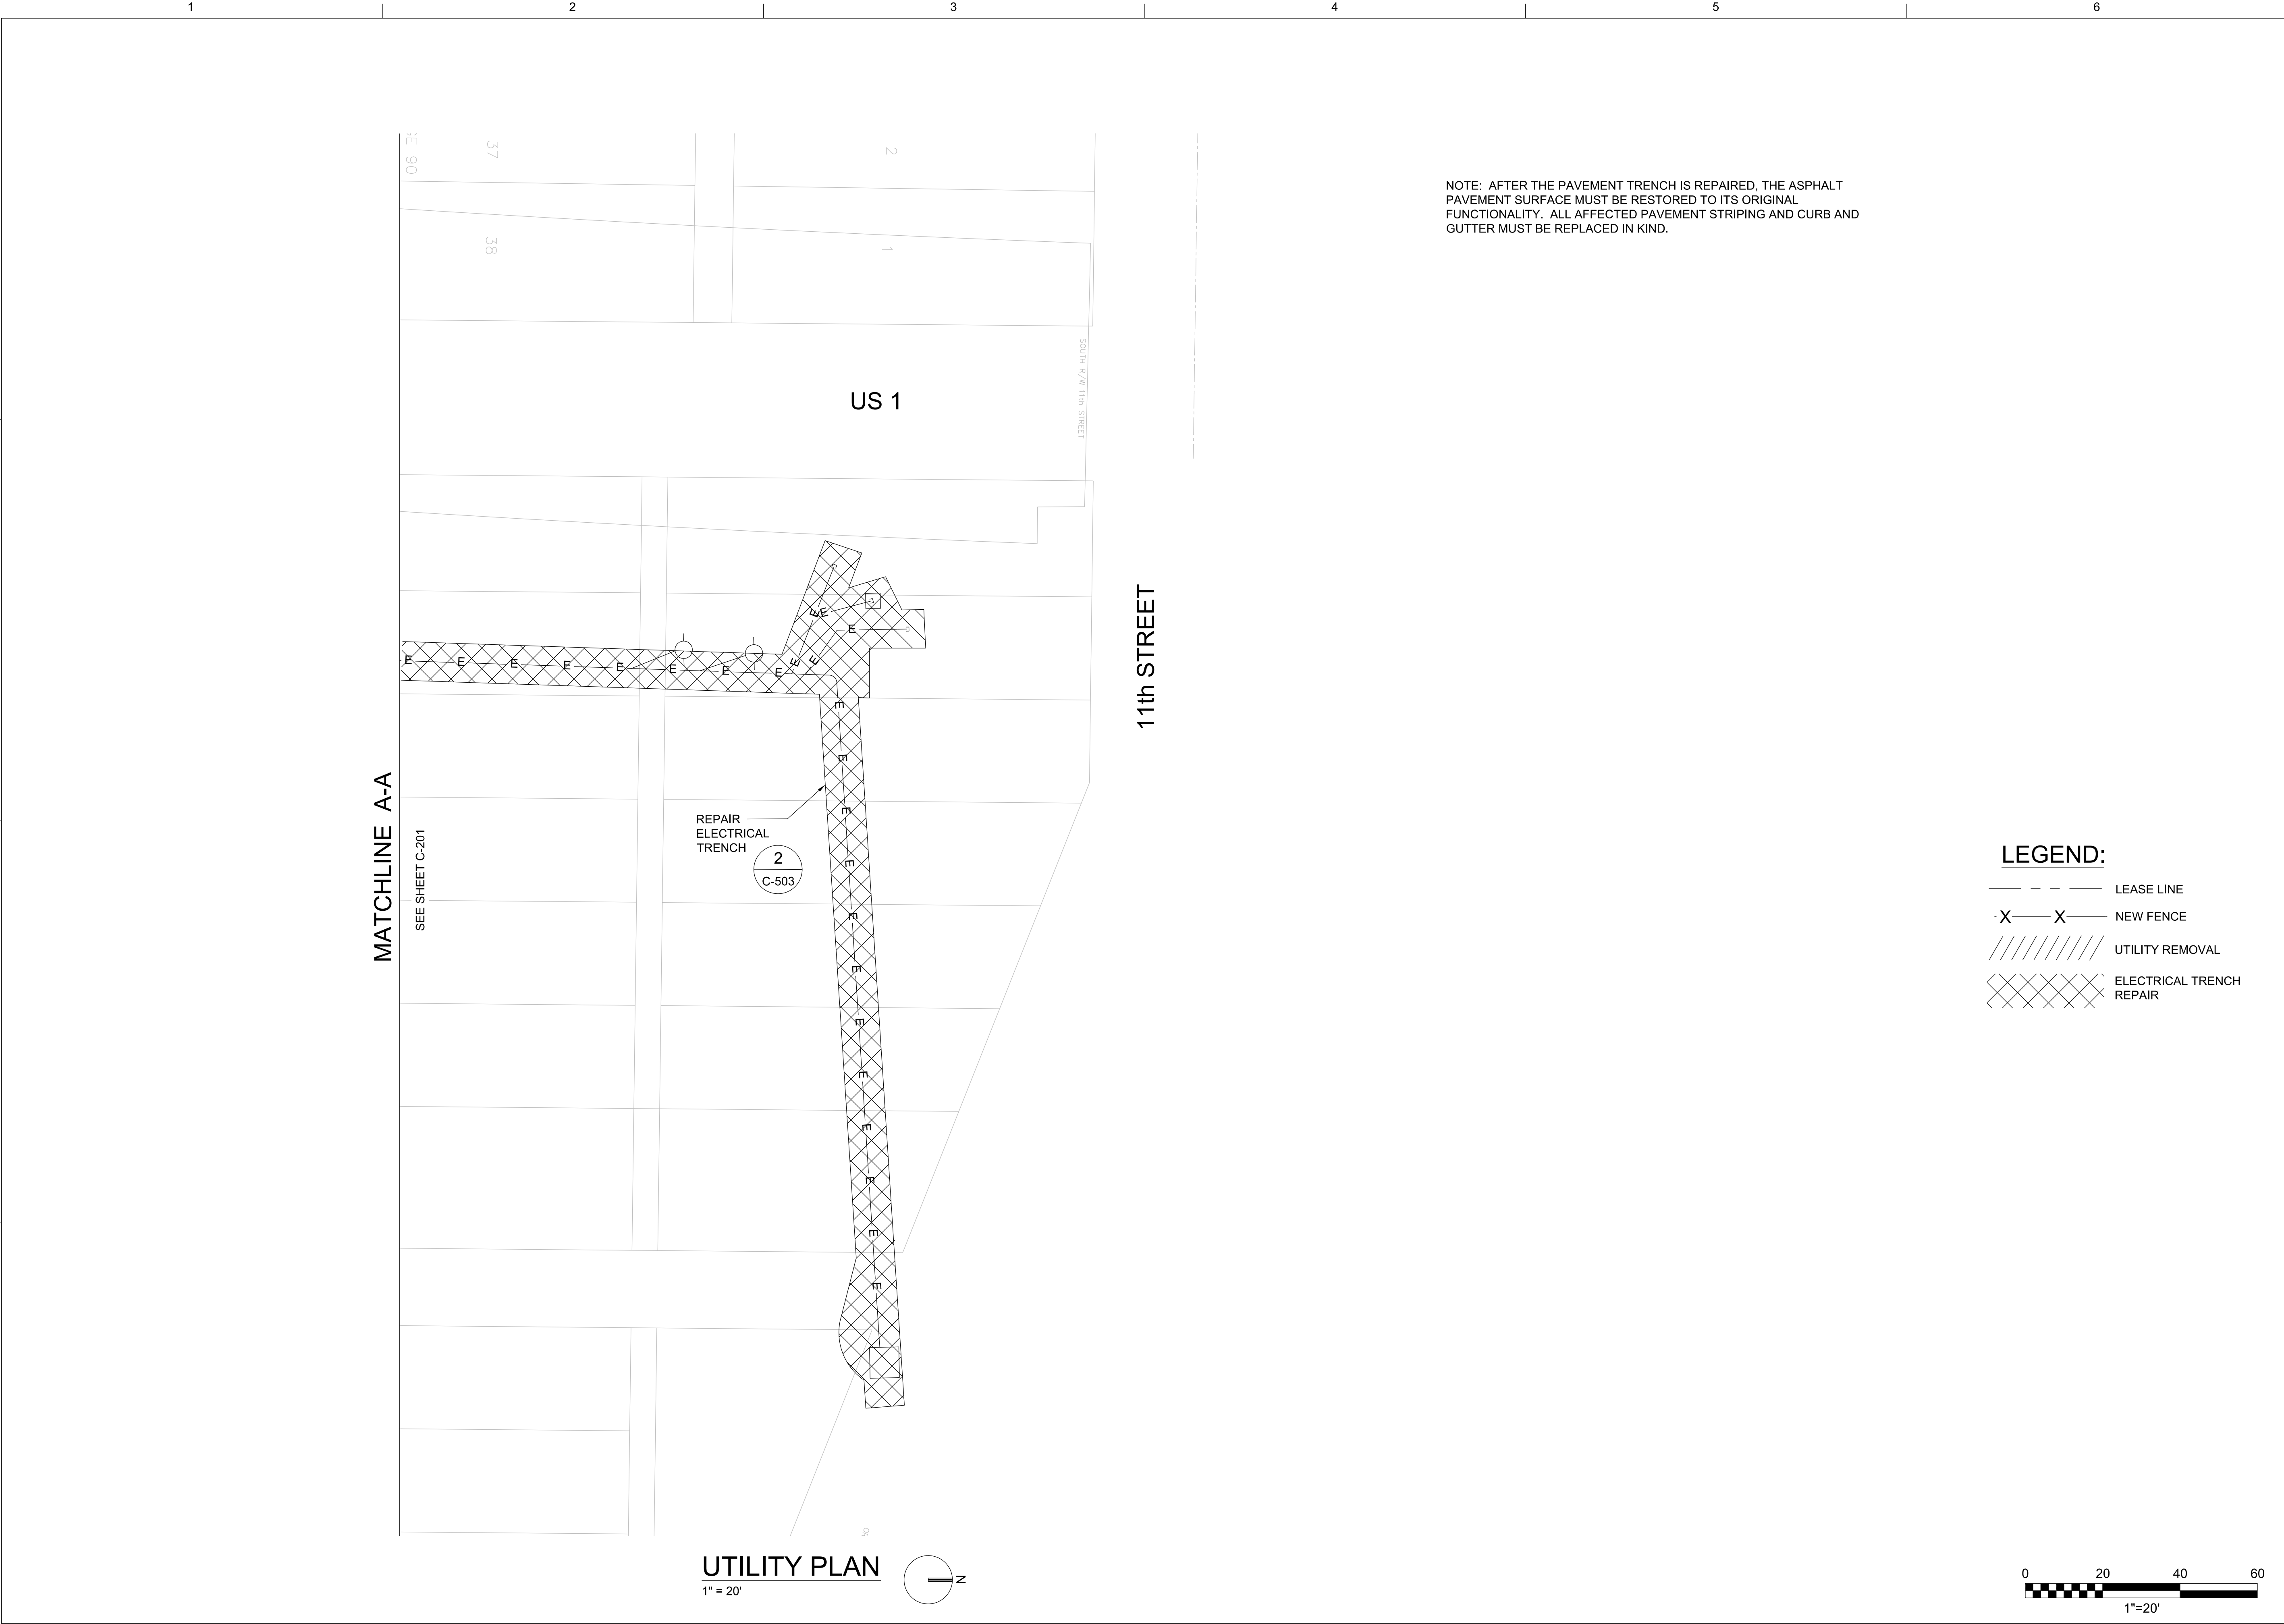 1 2 3 4 5 6
37
2
38
1
SOUTH R/W 11th STREET
US 1
NOTE: AFTER THE PAVEMENT TRENCH IS REPAIRED, THE ASPHALT
PAVEMENT SURFACE MUST BE RESTORED TO ITS ORIGINAL
FUNCTIONALITY. ALL AFFECTED PAVEMENT STRIPING AND CURB AND
GUTTER MUST BE REPLACED IN KIND.
11th STREET
E E E E E E E E
E E
E
E E
E
E
E
E
E
E
E
E
E
E
E
E
MATCHLINE A-A
SEE SHEET C-201
REPAIR
ELECTRICAL
TRENCH
2
C-503
LEGEND:
LEASE LINE
X X NEW FENCE
UTILITY REMOVAL
ELECTRICAL TRENCH
REPAIR
UTILITY PLAN
1" = 20'
N
0 20 40 60
1"=20'